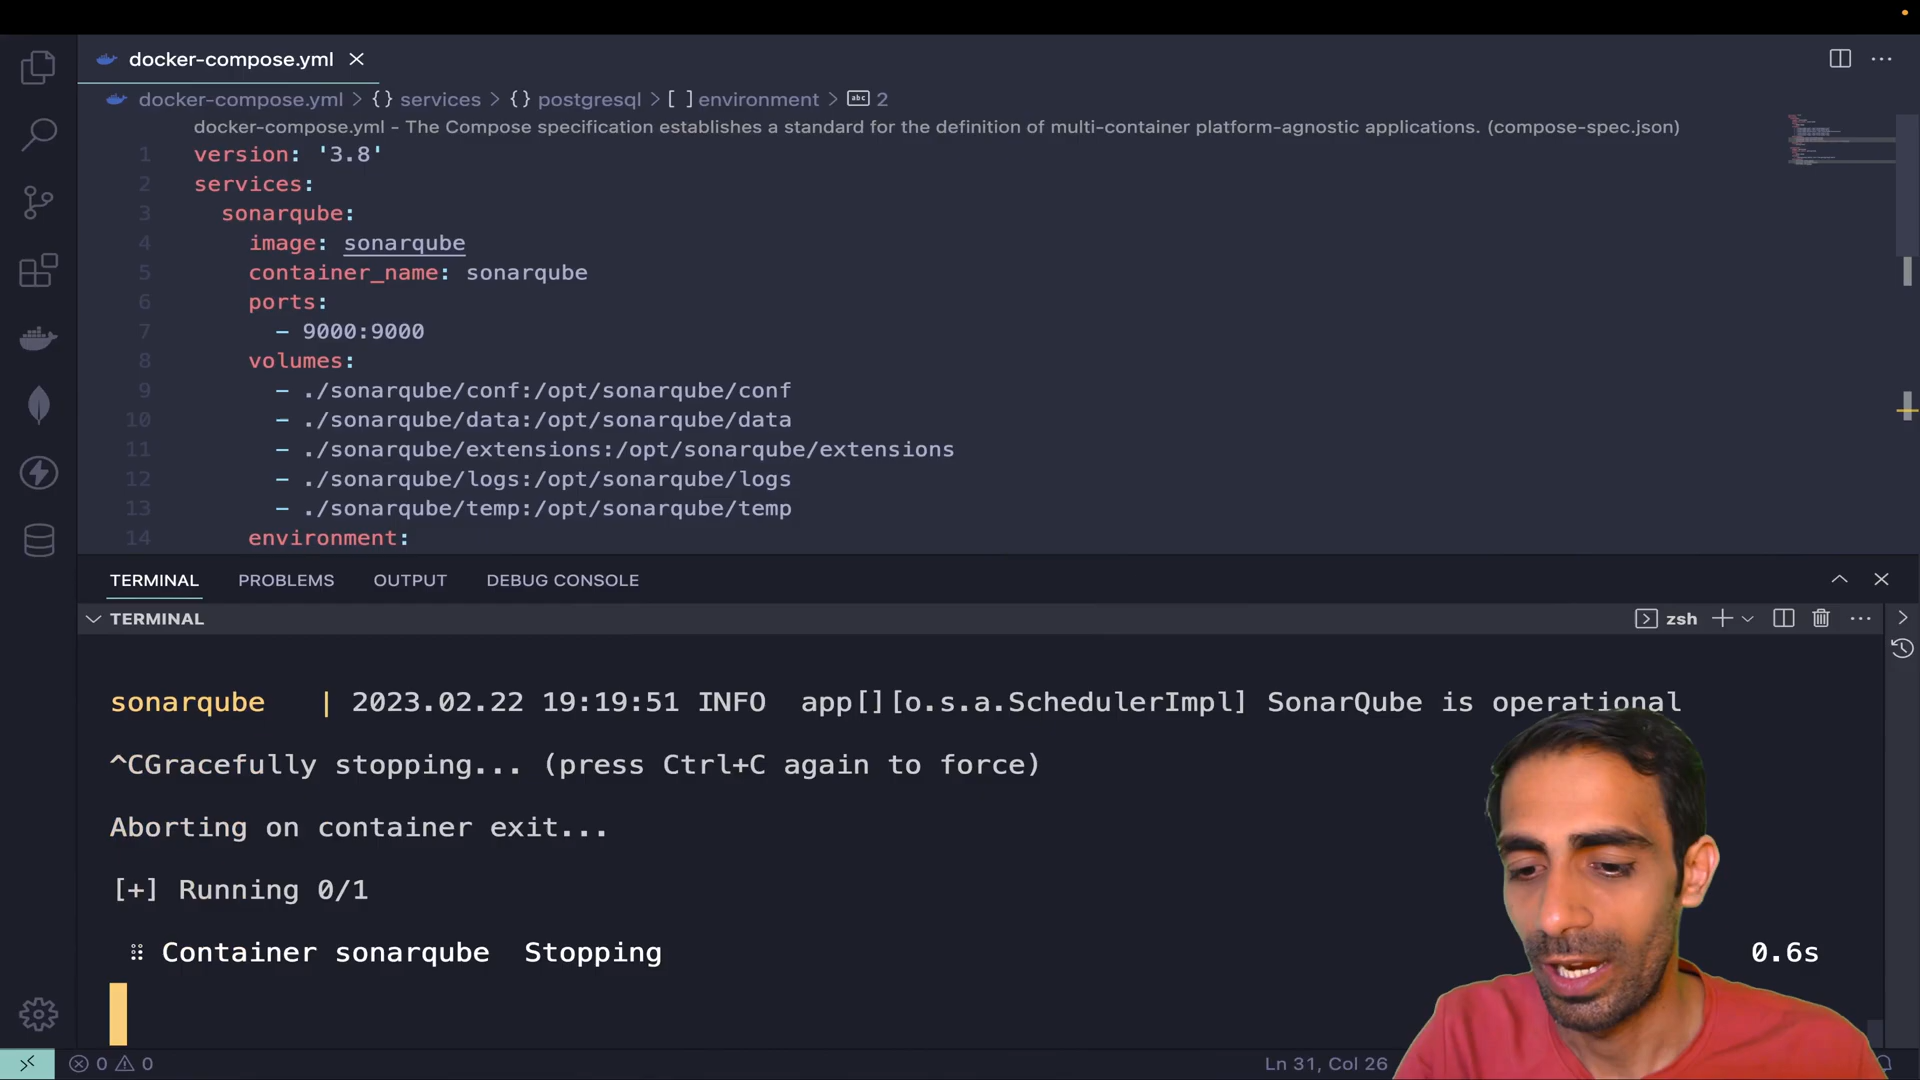 docker-compose.yml
docker-compose.yml > {} services > {} postgresql > [ ] environment > abc 2
docker-compose.yml - The Compose specification establishes a standard for the definition of multi-container platform-agnostic applications. (compose-spec.json)
1 version: '3.8'
2 services:
3 sonarqube:
4 image: sonarqube
5 container_name: sonarqube
6 ports:
7 - 9000:9000
8 volumes:
9 - ./sonarqube/conf:/opt/sonarqube/conf
10 - ./sonarqube/data:/opt/sonarqube/data
11 - ./sonarqube/extensions:/opt/sonarqube/extensions
12 - ./sonarqube/logs:/opt/sonarqube/logs
13 - ./sonarqube/temp:/opt/sonarqube/temp
14 environment:
TERMINAL PROBLEMS OUTPUT DEBUG CONSOLE
TERMINAL zsh
sonarqube | 2023.02.22 19:19:51 INFO app[][o.s.a.SchedulerImpl] SonarQube is operational
^CGracefully stopping... (press Ctrl+C again to force)
Aborting on container exit...
[+] Running 0/1
⠿ Container sonarqube Stopping 0.6s
0 0 Ln 31, Col 26